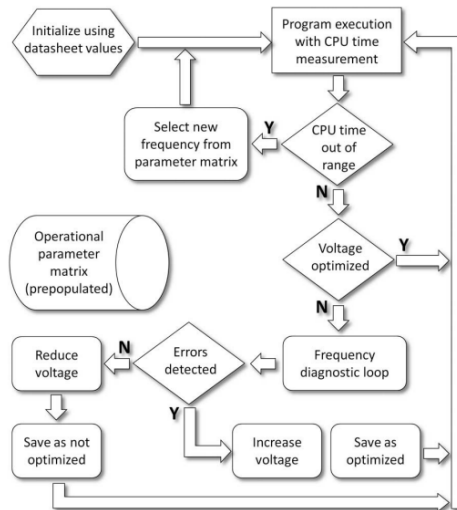 Initialize using
datasheet values
Program execution
with CPU time
measurement
Select new
frequency from
parameter matrix
Y
CPU time
out of
range
N
Operational
parameter
matrix
(prepopulated)
Voltage
optimized
Y
N
Reduce
voltage
N
Errors
detected
Frequency
diagnostic loop
Y
Save as not
optimized
Increase
voltage
Save as
optimized